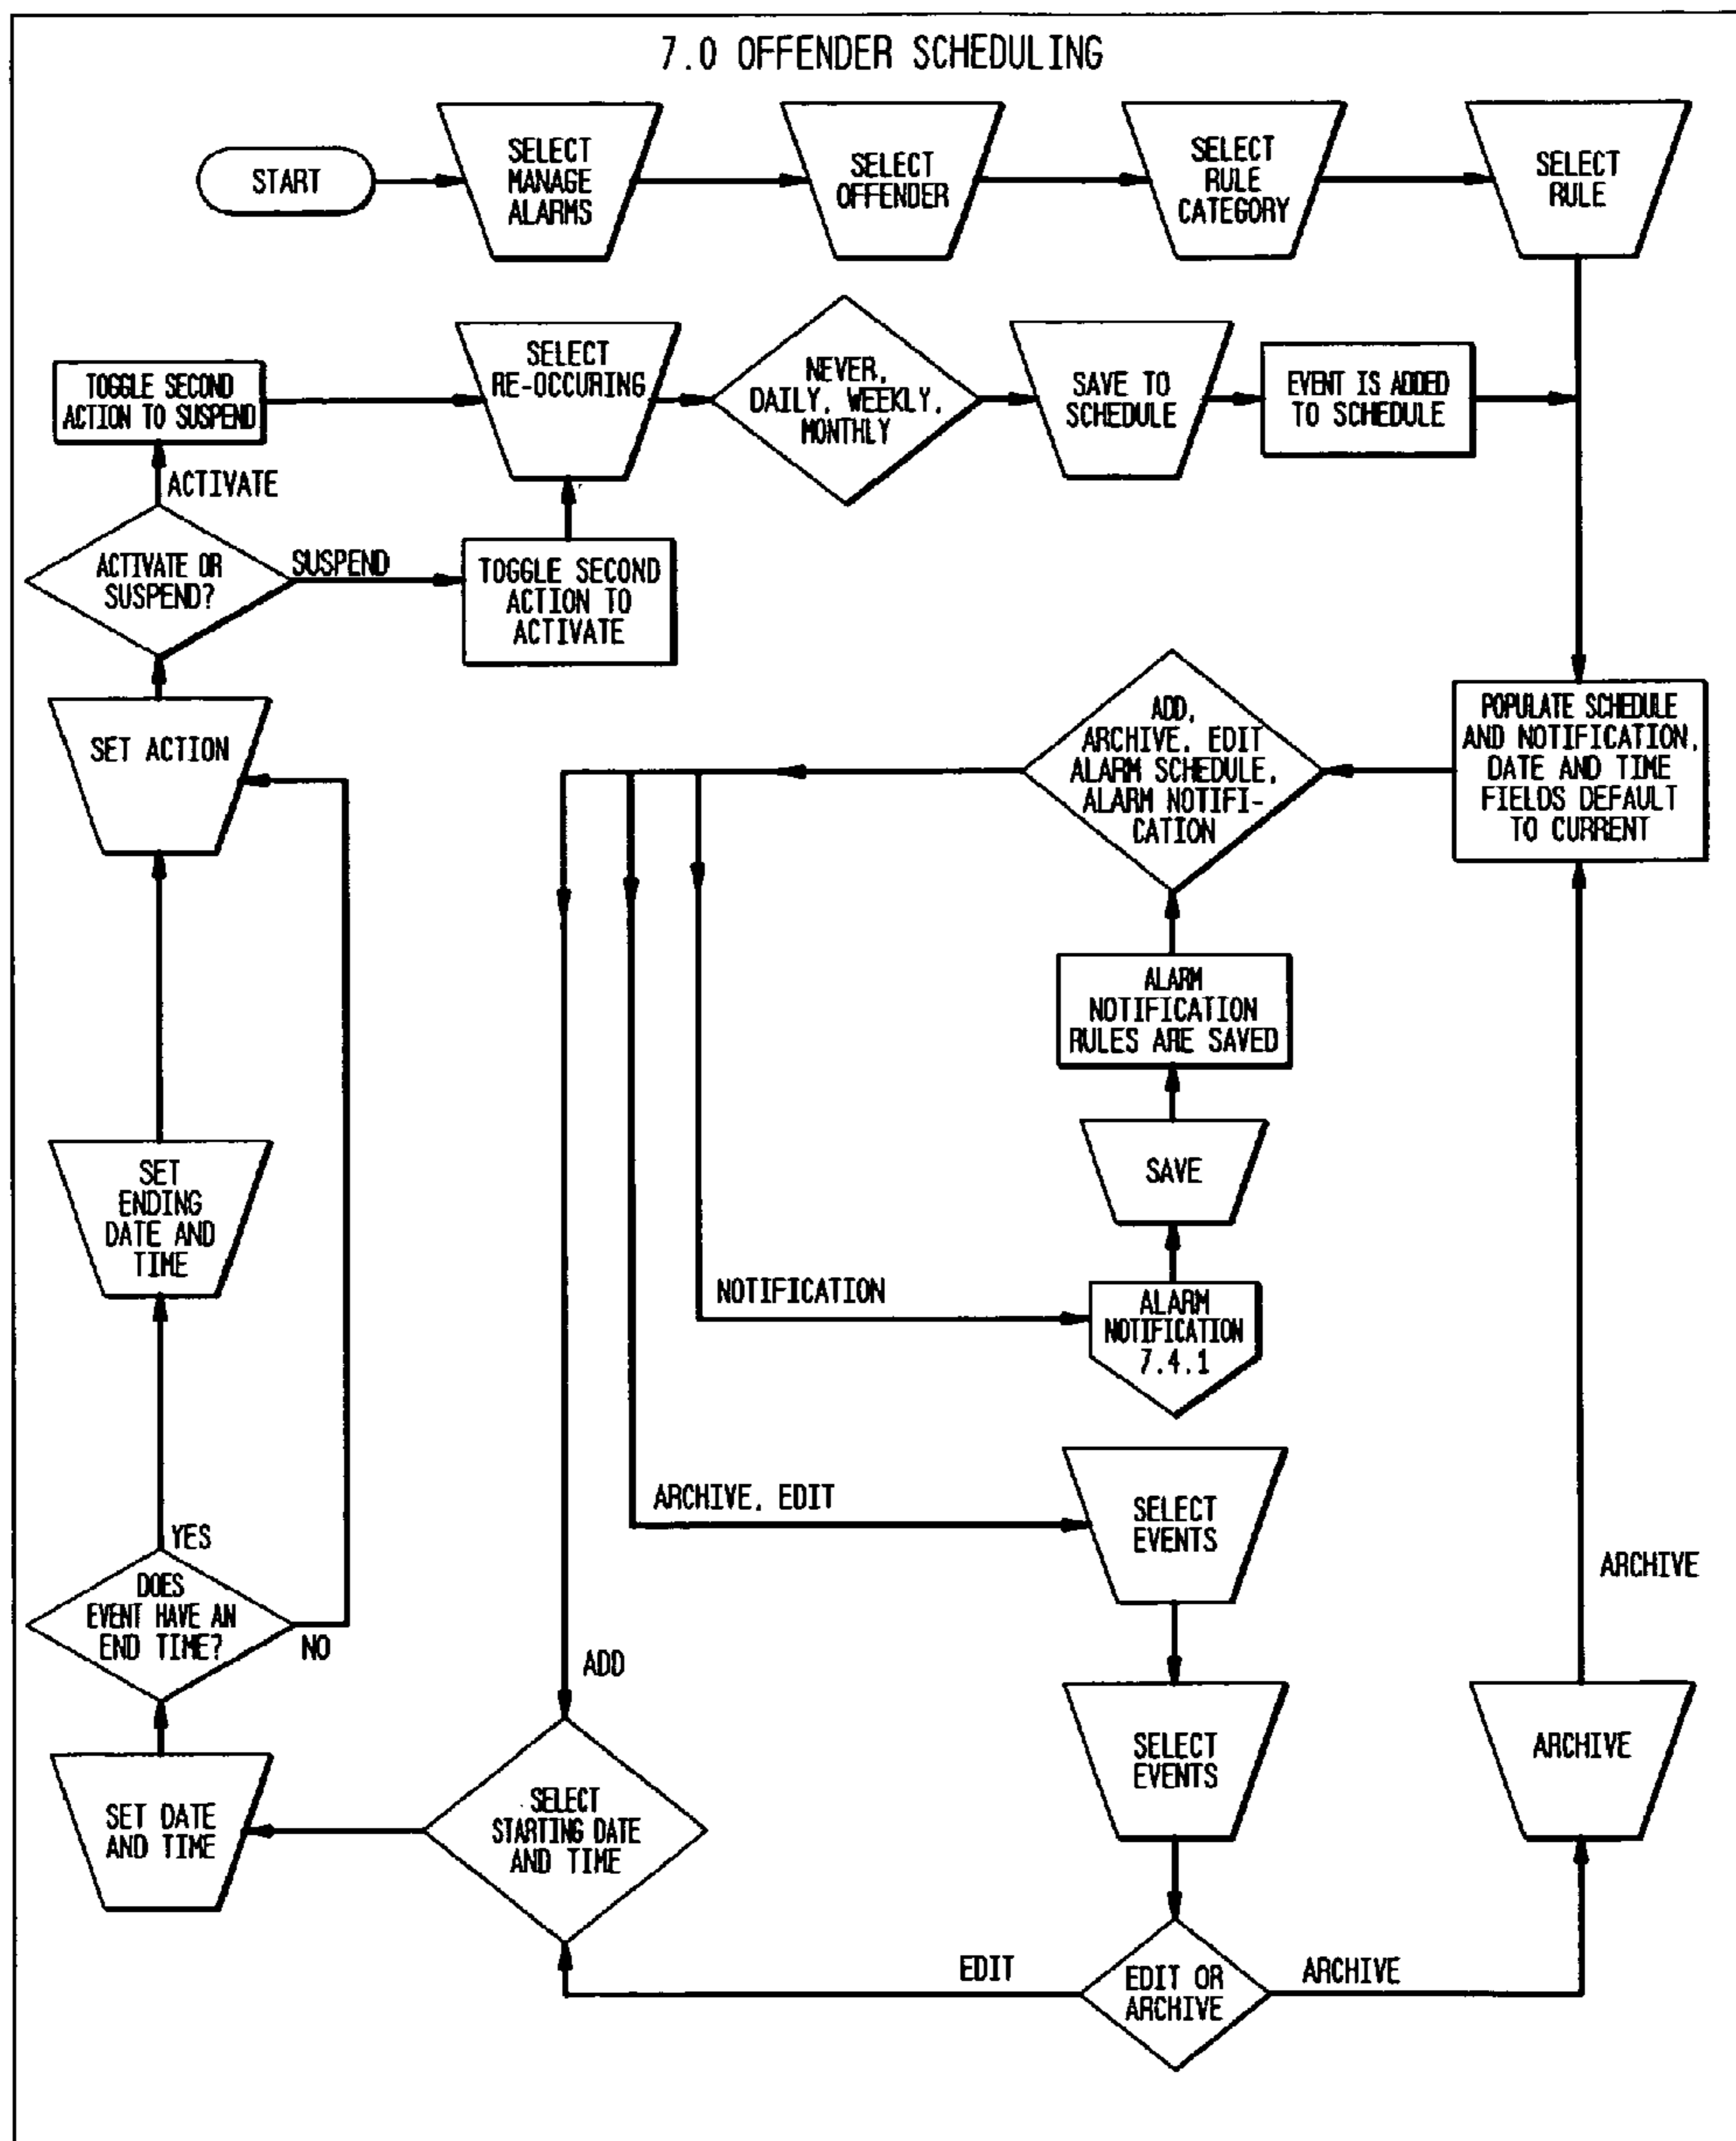 7.0 OFFENDER SCHEDULING
START
SELECT
MANAGE
ALARMS
SELECT
OFFENDER
SELECT
RULE
CATEGORY
SELECT
RULE
TOGGLE SECOND
ACTION TO SUSPEND
SELECT
RE-OCCURING
NEVER,
DAILY, WEEKLY,
MONTHLY
SAVE TO
SCHEDULE
EVENT IS ADDED
TO SCHEDULE
ACTIVATE
ACTIVATE OR
SUSPEND?
SUSPEND
TOGGLE SECOND
ACTION TO
ACTIVATE
SET ACTION
ADD,
ARCHIVE, EDIT
ALARM SCHEDULE,
ALARM NOTIFI-
CATION
POPULATE SCHEDULE
AND NOTIFICATION,
DATE AND TIME
FIELDS DEFAULT
TO CURRENT
ALARM
NOTIFICATION
RULES ARE SAVED
SAVE
SET
ENDING
DATE AND
TIME
NOTIFICATION
ALARM
NOTIFICATION
7.4.1
ARCHIVE, EDIT
SELECT
EVENTS
YES
DOES
EVENT HAVE AN
END TIME?
NO
ARCHIVE
ADD
SELECT
EVENTS
ARCHIVE
SET DATE
AND TIME
SELECT
STARTING DATE
AND TIME
EDIT
EDIT OR
ARCHIVE
ARCHIVE